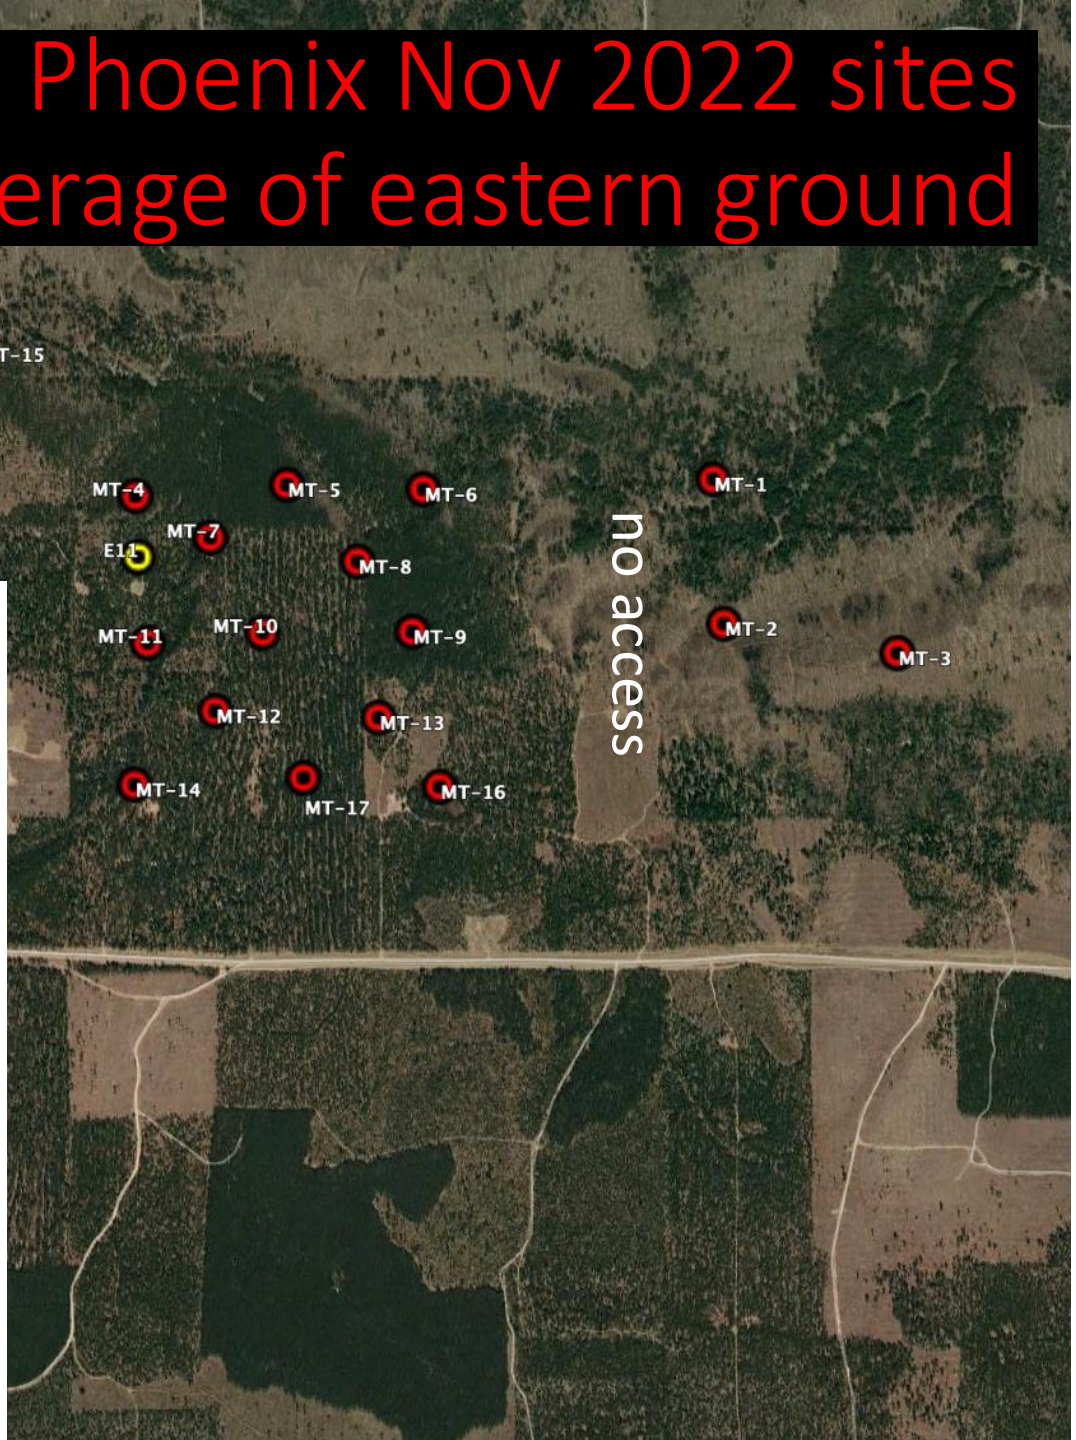 Phoenix Nov 2022 sites
erage of eastern ground
T-15
MT-4
MT-5
MT-6
MT-1
MT-7
E11
MT-8
MT-11
MT-10
MT-9
MT-2
MT-3
no access
MT-12
MT-13
MT-14
MT-17
MT-16